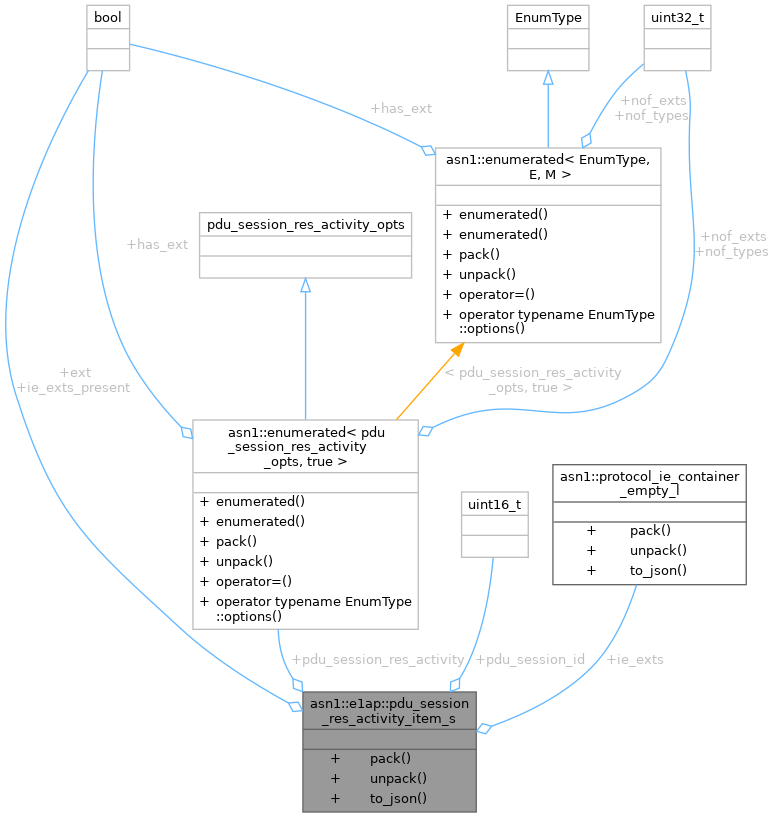 bool
EnumType
uint32_t
+has_ext
+nof_exts
+nof_types
asn1::enumerated< EnumType,
E, M >
+ enumerated()
+ enumerated()
+ pack()
+ unpack()
+ operator=()
+ operator typename EnumType
::options()
pdu_session_res_activity_opts
+has_ext
+nof_exts
+nof_types
+ext
+ie_exts_present
< pdu_session_res_activity
_opts, true >
asn1::enumerated< pdu
_session_res_activity
_opts, true >
+ enumerated()
+ enumerated()
+ pack()
+ unpack()
+ operator=()
+ operator typename EnumType
::options()
uint16_t
asn1::protocol_ie_container
_empty_l
+ pack()
+ unpack()
+ to_json()
+pdu_session_res_activity
+pdu_session_id
+ie_exts
asn1::e1ap::pdu_session
_res_activity_item_s
+ pack()
+ unpack()
+ to_json()